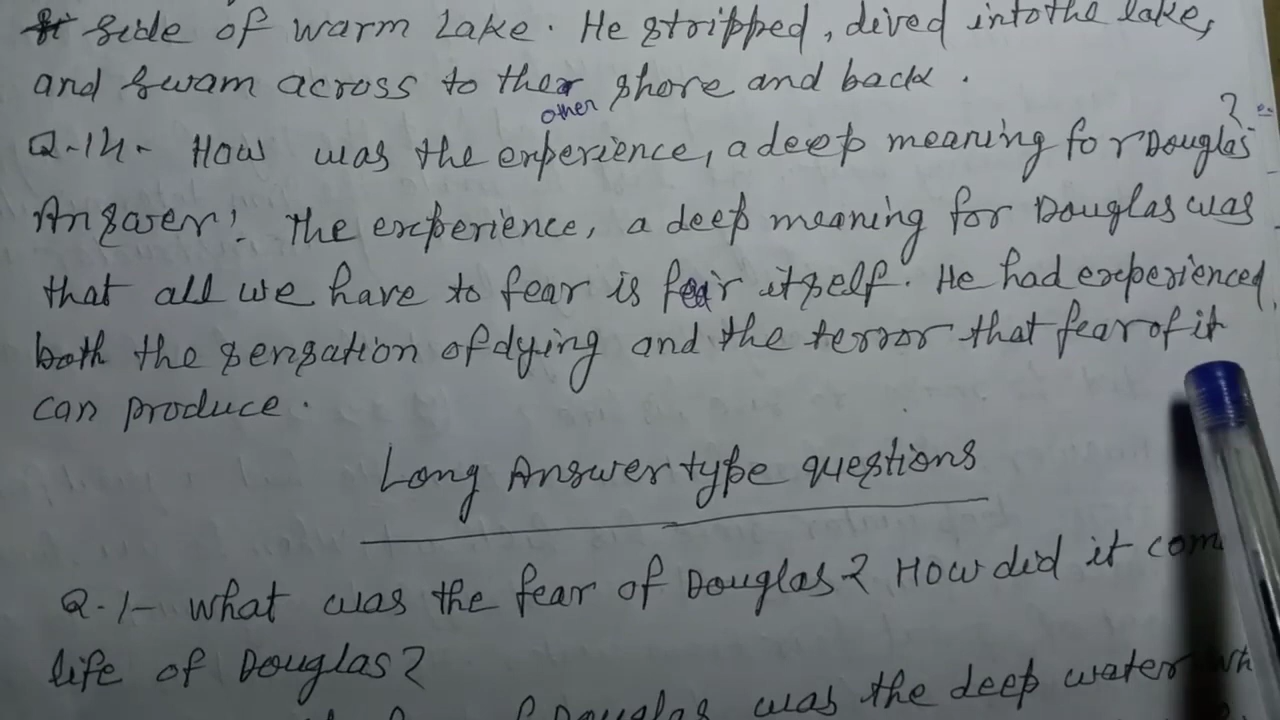 side of warm Lake. He stripped, dived into the lake,
and swam across to the other shore and back.
Q.14. How was the experience, a deep meaning for Douglas?
Answer: The experience, a deep meaning for Douglas was
that all we have to fear is fear itself. He had experienced
both the sensation of dying and the terror that fear of it
can produce.
Long Answer type questions
Q.1- What was the fear of Douglas? How did it
life of Douglas?
Douglas was the deep water